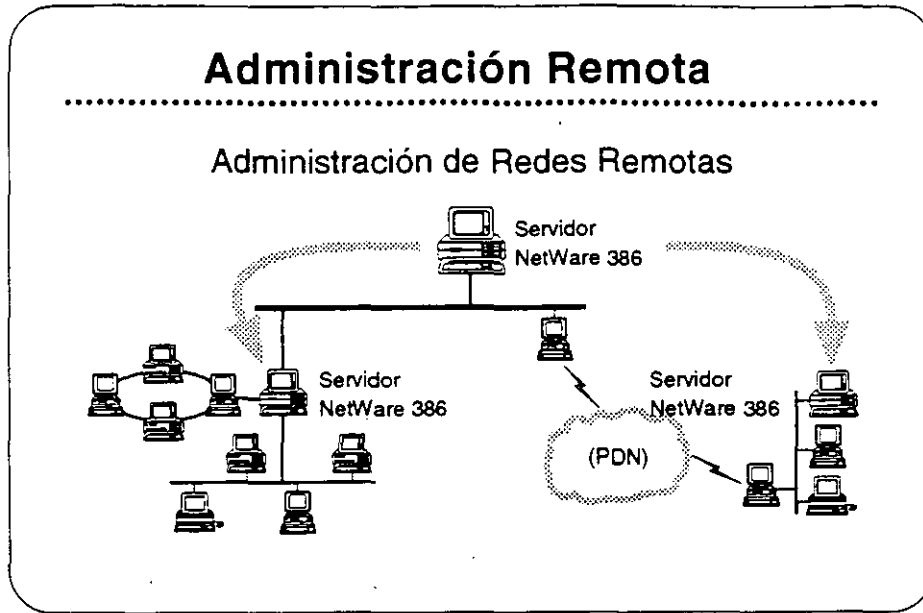 Administración Remota
Administración de Redes Remotas
Servidor
NetWare 386
Servidor
NetWare 386
Servidor
NetWare 386
(PDN)